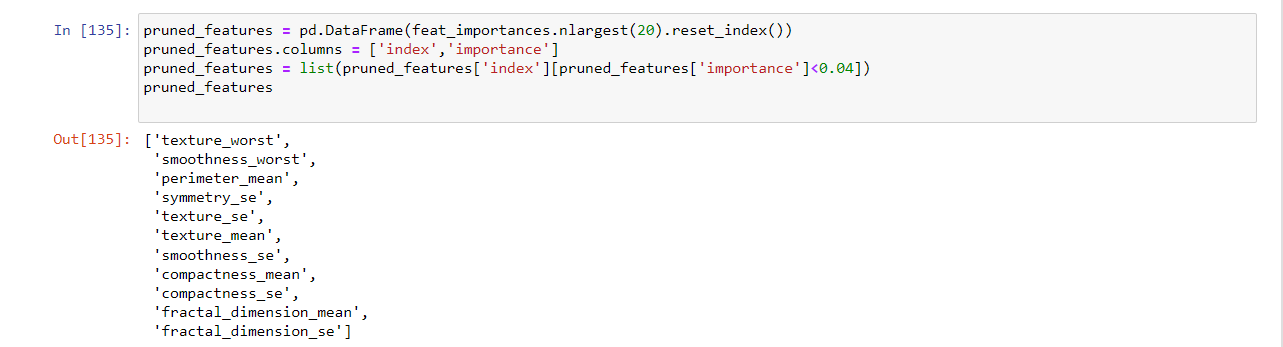 In [135]: pruned_features = pd.DataFrame(feat_importances.nlargest(20).reset_index())
pruned_features.columns = ['index','importance']
pruned_features = list(pruned_features['index'][pruned_features['importance']<0.04])
pruned_features
Out[135]: ['texture_worst',
'smoothness_worst',
'perimeter_mean',
'symmetry_se',
'texture_se',
'texture_mean',
'smoothness_se',
'compactness_mean',
'compactness_se',
'fractal_dimension_mean',
'fractal_dimension_se']